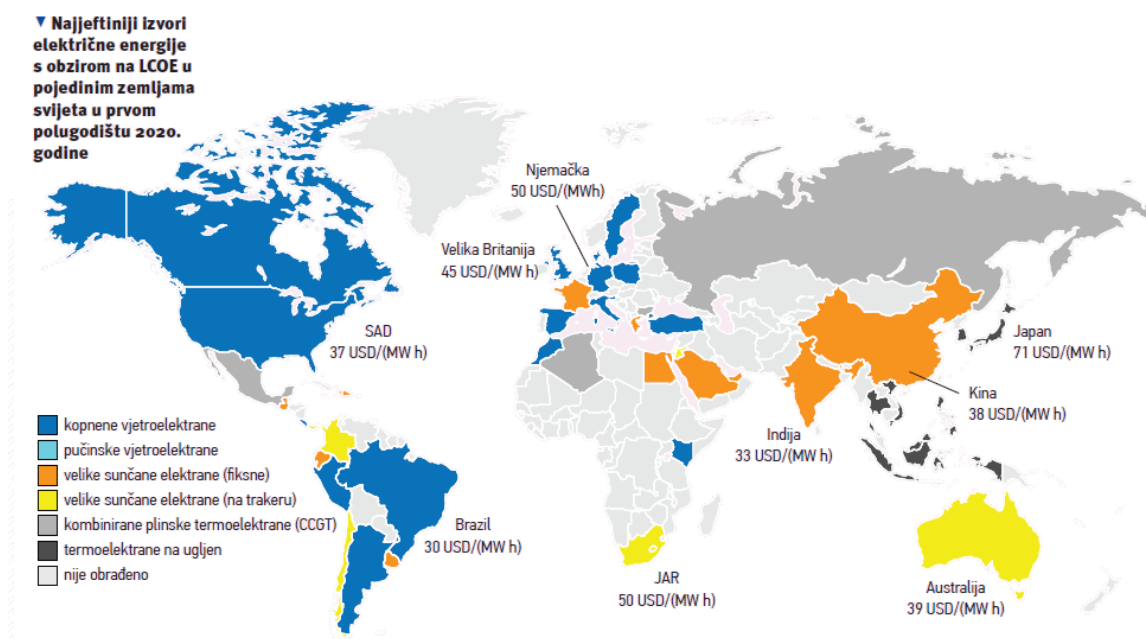 ▼ Najjeftiniji izvori
električne energije
s obzirom na LCOE u
pojedinim zemljama
svijeta u prvom
polugodištu 2020.
godine
Njemačka
50 USD/(MWh)
Velika Britanija
45 USD/(MW h)
SAD
37 USD/(MW h)
Japan
71 USD/(MW h)
Kina
38 USD/(MW h)
Indija
33 USD/(MW h)
Brazil
30 USD/(MW h)
JAR
50 USD/(MW h)
Australija
39 USD/(MW h)
kopnene vjetroelektrane
pučinske vjetroelektrane
velike sunčane elektrane (fiksne)
velike sunčane elektrane (na trakeru)
kombinirane plinske termoelektrane (CCGT)
termoelektrane na ugljen
nije obrađeno